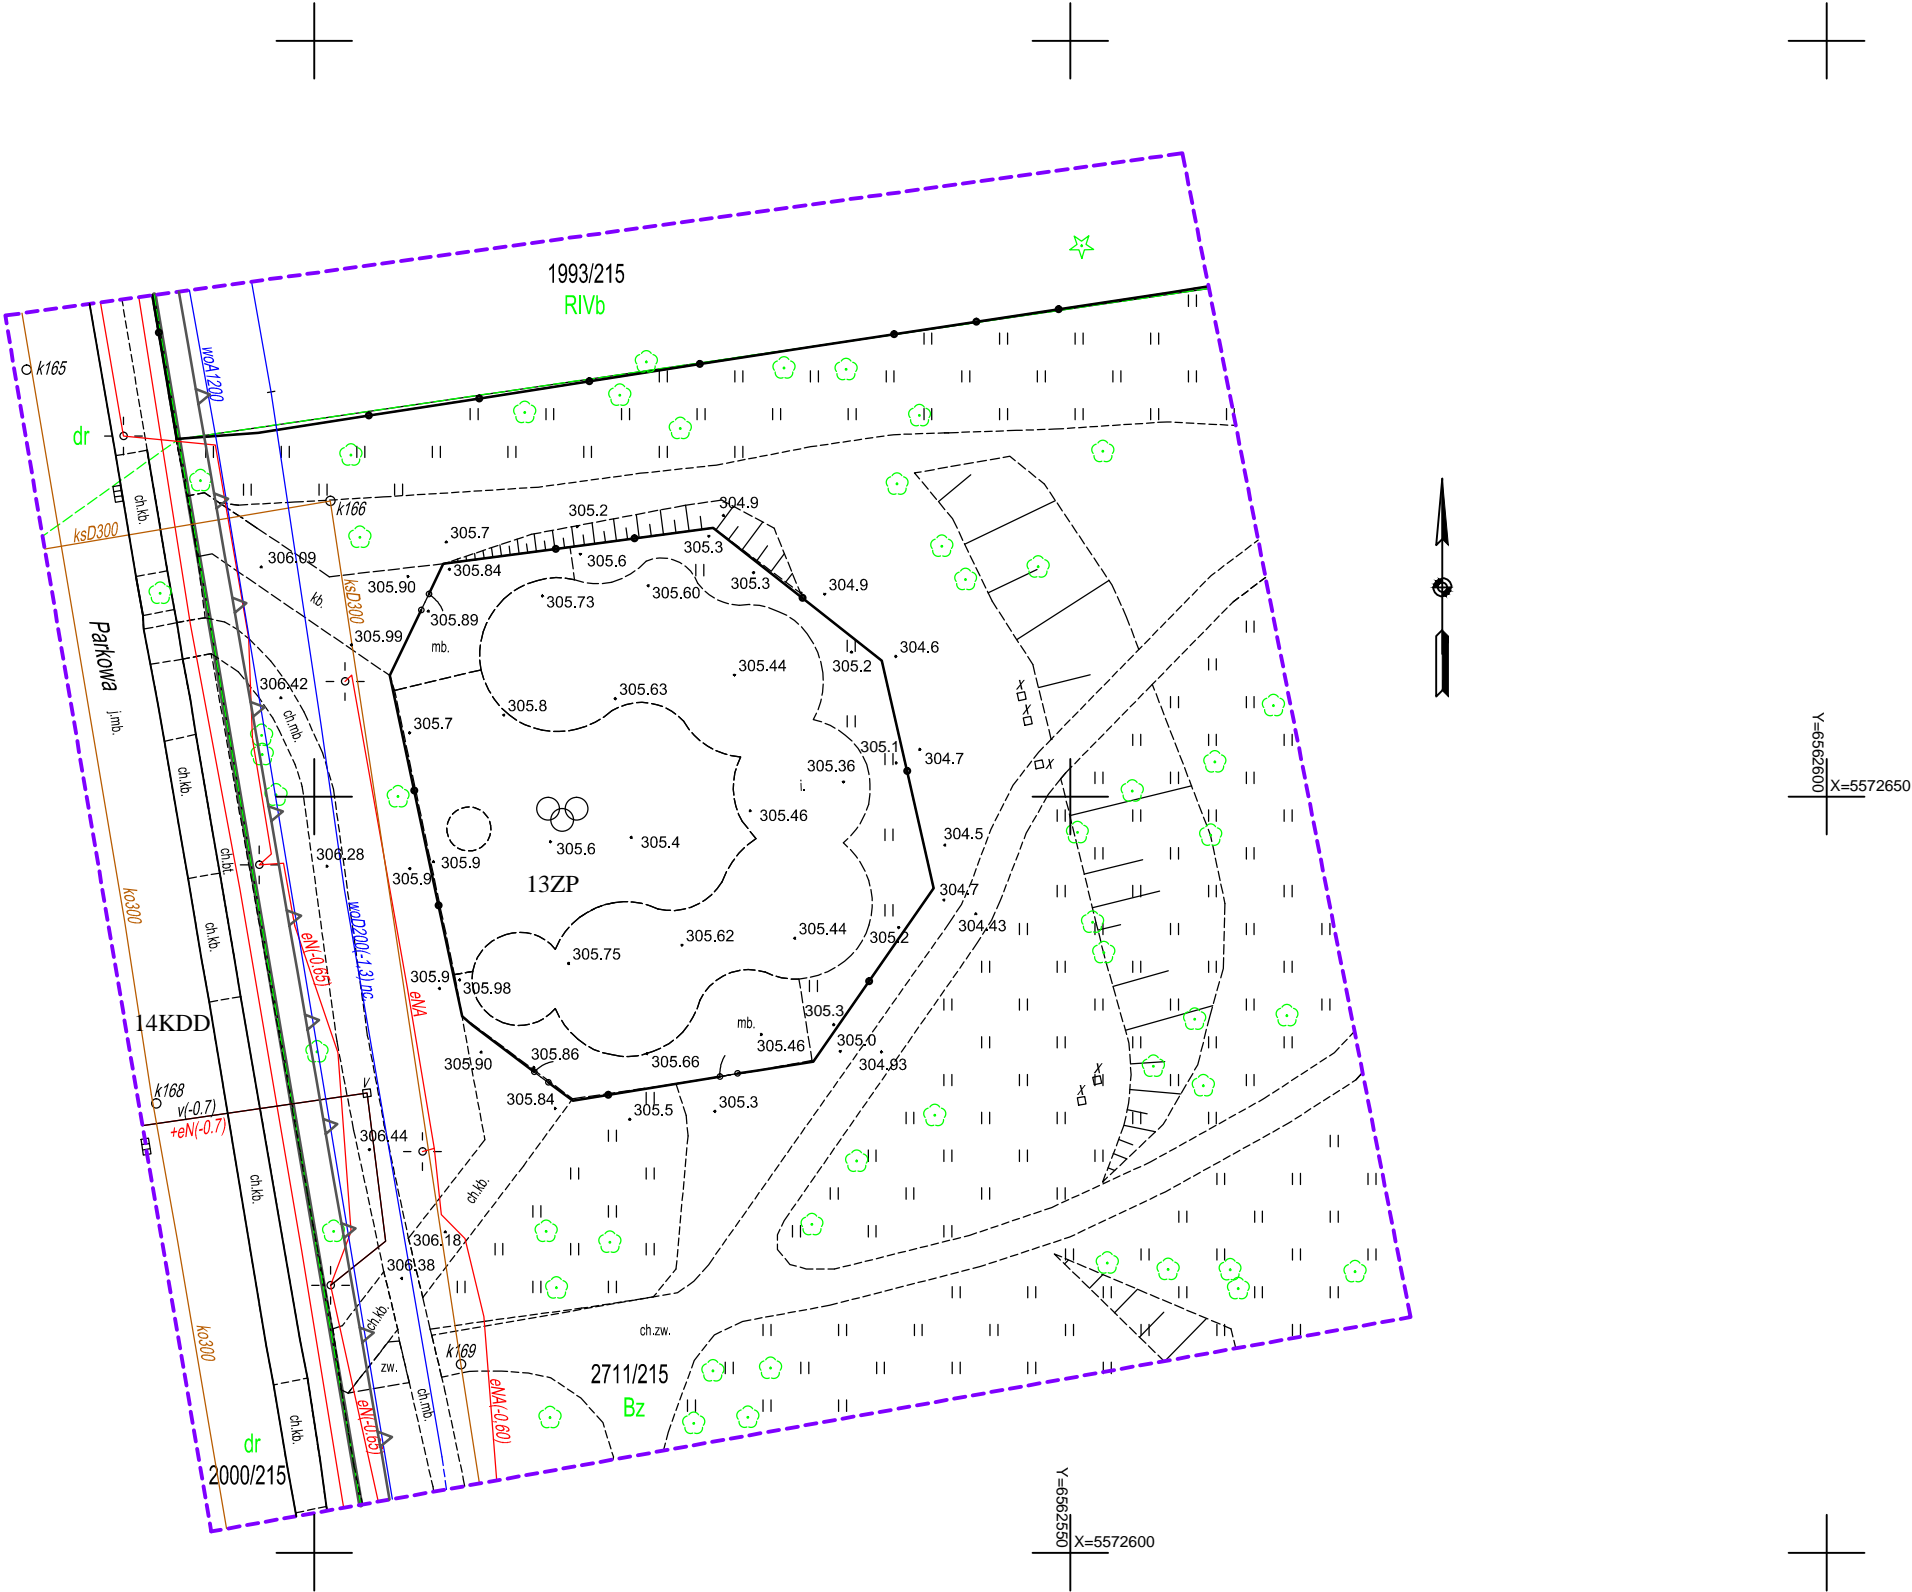 1993/215
RIVb
k165
woA1200
dr
ch.kb.
k166
ksD300
304.9
305.2
305.7
305.3
306.09
305.6
305.84
305.90
ksD300
305.3
304.9
kb.
305.73
305.60
305.89
Parkowa
305.99
mb.
304.6
305.2
305.44
306.42
j.mb.
ch.mb.
305.63
305.8
305.7
305.1
304.7
Y=6562600
X=5572650
ch.kb.
305.36
i.
305.46
304.5
305.4
305.6
ch.bt.
306.28
305.9
305.9
13ZP
304.7
ko300
304.43
ch.kb.
woD200(-1.3) nc.
eN(-0.65)
305.62
305.44
305.2
305.75
305.9
305.98
eNA
14KDD
mb.
305.3
305.46
305.0
305.86
305.90
305.66
304.93
x
x
x
x
x
v
k168
v(-0.7)
+eN(-0.7)
305.84
305.5
305.3
306.44
ch.kb.
ch.kb.
306.18
306.38
ch.kb.
ko300
ch.zw.
k169
zw.
2711/215
Bz
ch.mb.
eNA(-0.60)
eN(-0.65)
ch.kb.
dr
2000/215
Y=6562550
X=5572600